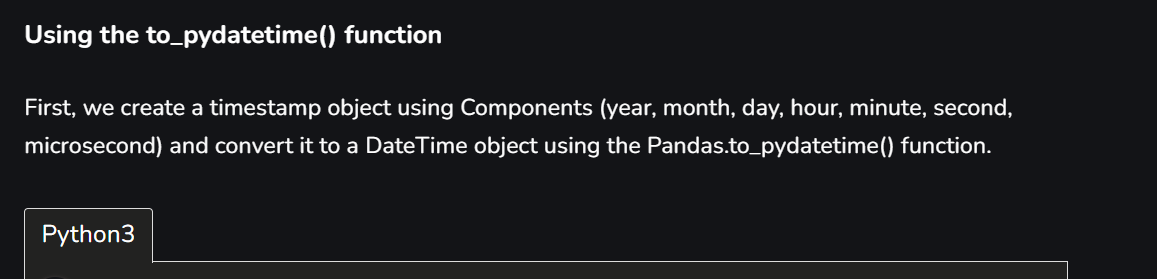 Using the to_pydatetime() function
First, we create a timestamp object using Components (year, month, day, hour, minute, second,
microsecond) and convert it to a DateTime object using the Pandas.to_pydatetime() function.
Python3